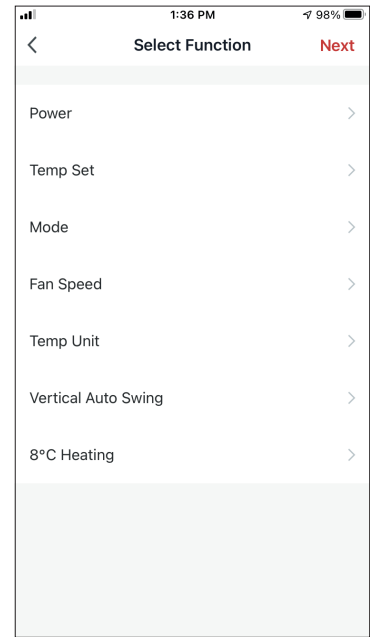 1:36 PM
98%
Select Function
Next
Power
Temp Set
Mode
Fan Speed
Temp Unit
Vertical Auto Swing
8°C Heating